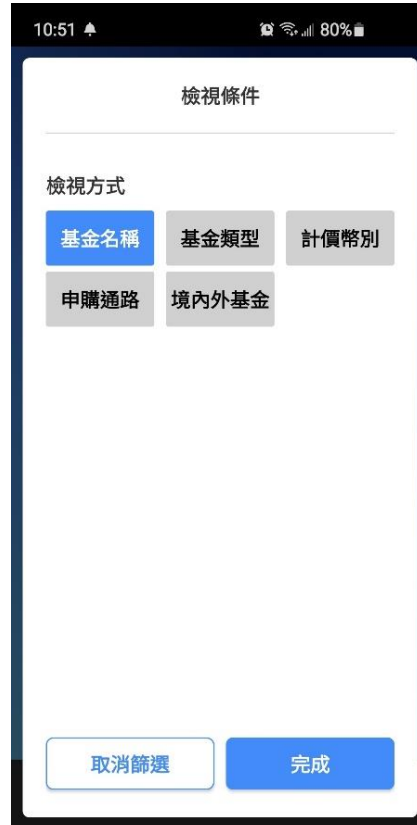 10:51 80%
檢視條件
檢視方式
基金名稱 基金類型 計價幣別
申購通路 境內外基金
取消篩選 完成